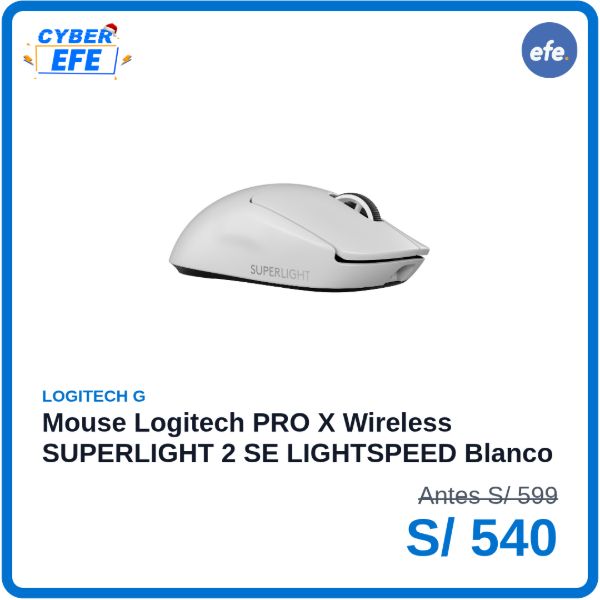 CYBER
EFE
efe.
SUPERLIGHT
LOGITECH G
Mouse Logitech PRO X Wireless
SUPERLIGHT 2 SE LIGHTSPEED Blanco
Antes S/ 599
S/ 540